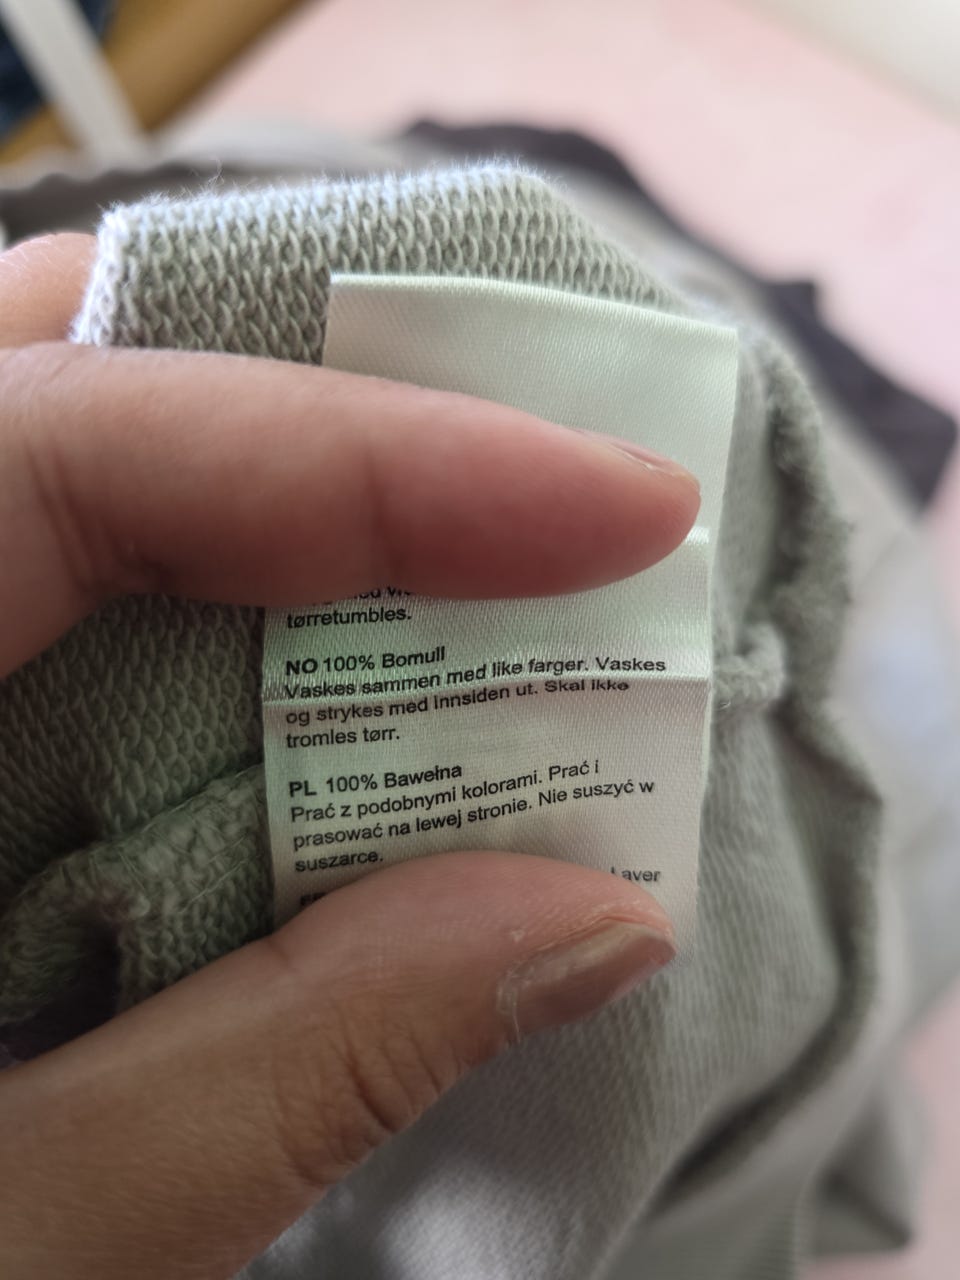 tørretumbles.
NO 100% Bomull
Vaskes sammen med like farger. Vaskes
og strykes med innsiden ut. Skal ikke
tromles tørr.
PL 100% Bawełna
Prać z podobnymi kolorami. Prać i
prasować na lewej stronie. Nie suszyć w
suszarce.
Laver